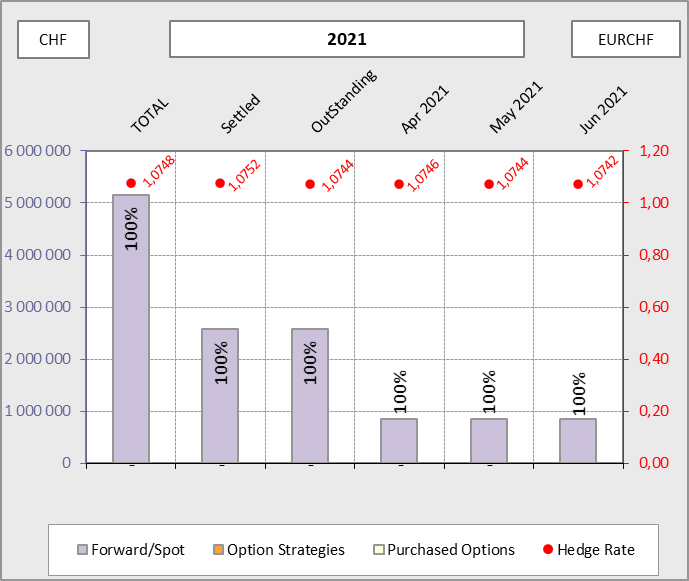 CHF
2021
EURCHF
TOTAL
Settled
OutStanding
Apr 2021
May 2021
Jun 2021
6 000 000
5 000 000
4 000 000
3 000 000
2 000 000
1 000 000
0
1,0748
1,0752
1,0744
1,0746
1,0744
1,0742
100%
100%
100%
100%
100%
100%
1,20
1,00
0,80
0,60
0,40
0,20
0,00
- - - - - -
Forward/Spot
Option Strategies
Purchased Options
Hedge Rate